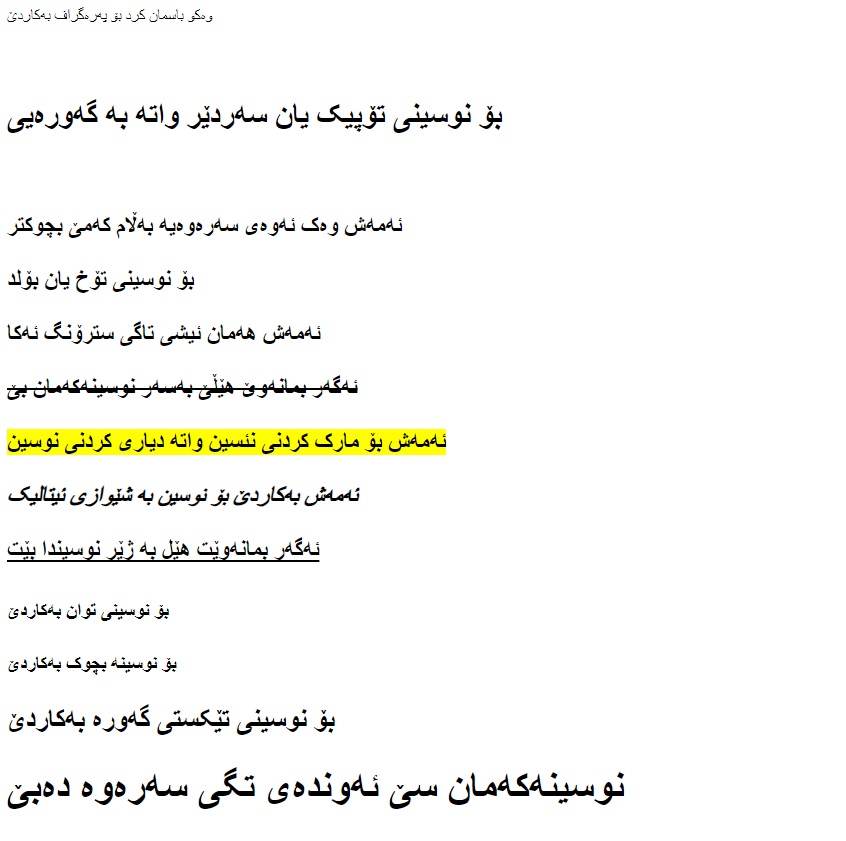 وەکو باسمان کرد بۆ پەرەگراف بەکاردێ
بۆ نوسینی تۆپیک یان سەردێر واتە بە گەورەیی
ئەمەش وەک ئەوەی سەرەوەیە بەڵام کەمێ بچوکتر
بۆ نوسینی تۆخ یان بۆڵد
ئەمەش هەمان ئیشی تاگی سترۆنگ ئەکا
ئەگەر بمانەوێ هێڵێ بەسەر نوسینەکەمان بێ
ئەمەش بۆ مارک کردنی نئسین واتە دیاری کردنی نوسین
ئەمەش بەکاردێ بۆ نوسین بە شێوازی ئیتالیک
ئەگەر بمانەوێت هێل بە ژێر نوسیندا بێت
بۆ نوسینی توان بەکاردێ
بۆ نوسینە بچوک بەکاردێ
بۆ نوسینی تێکستی گەورە بەکاردێ
نوسینەکەمان سێ ئەوندەی تگی سەرەوە دەبێ